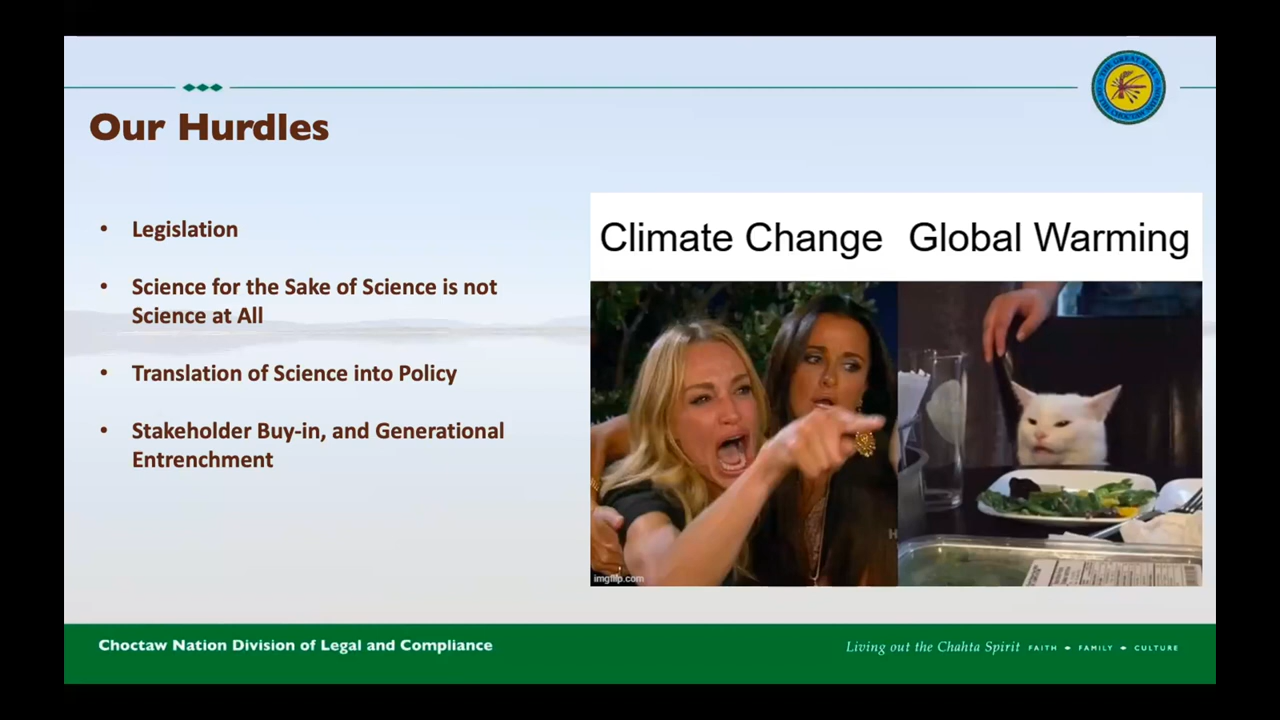 Our Hurdles
• Legislation
• Science for the Sake of Science is not
Science at All
• Translation of Science into Policy
• Stakeholder Buy-in, and Generational
Entrenchment
Climate Change Global Warming
imgflip.com
Choctaw Nation Division of Legal and Compliance
Living out the Chahta Spirit FAITH • FAMILY • CULTURE